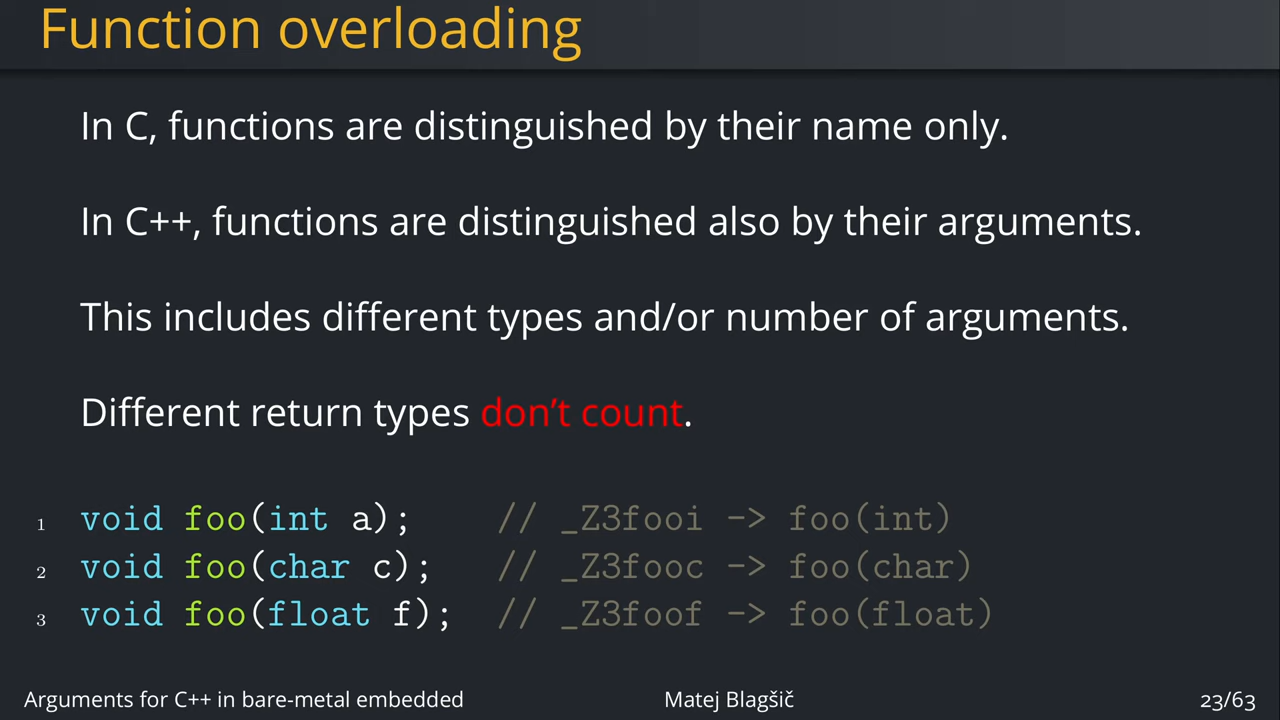 Function overloading
In C, functions are distinguished by their name only.
In C++, functions are distinguished also by their arguments.
This includes different types and/or number of arguments.
Different return types don't count.
1 void foo(int a); // _Z3fooi -> foo(int)
2 void foo(char c); // _Z3fooc -> foo(char)
3 void foo(float f); // _Z3foof -> foo(float)
Arguments for C++ in bare-metal embedded Matej Blagšič 23/63